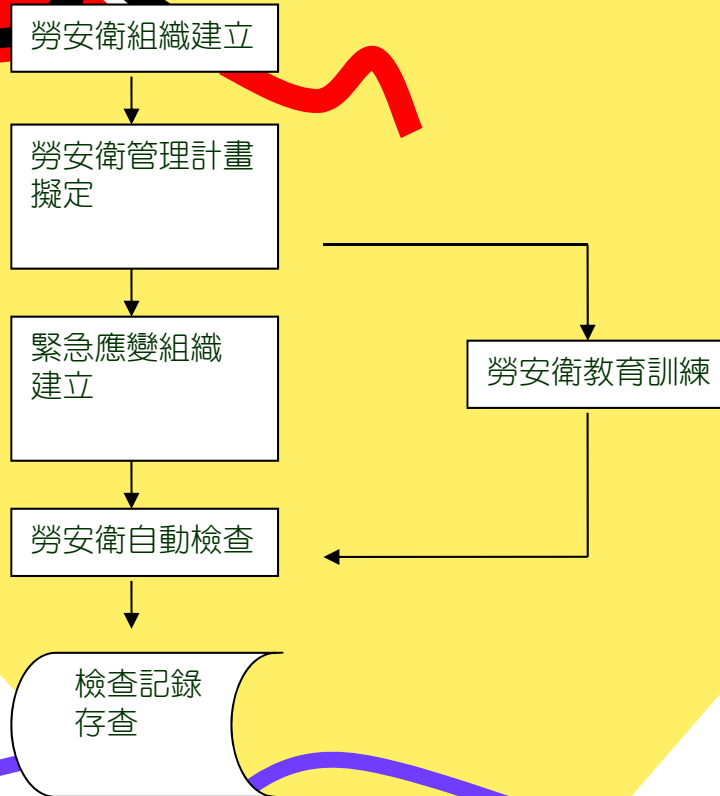 勞安衛組織建立
勞安衛管理計畫
擬定
緊急應變組織
建立
勞安衛教育訓練
勞安衛自動檢查
檢查記錄
存查